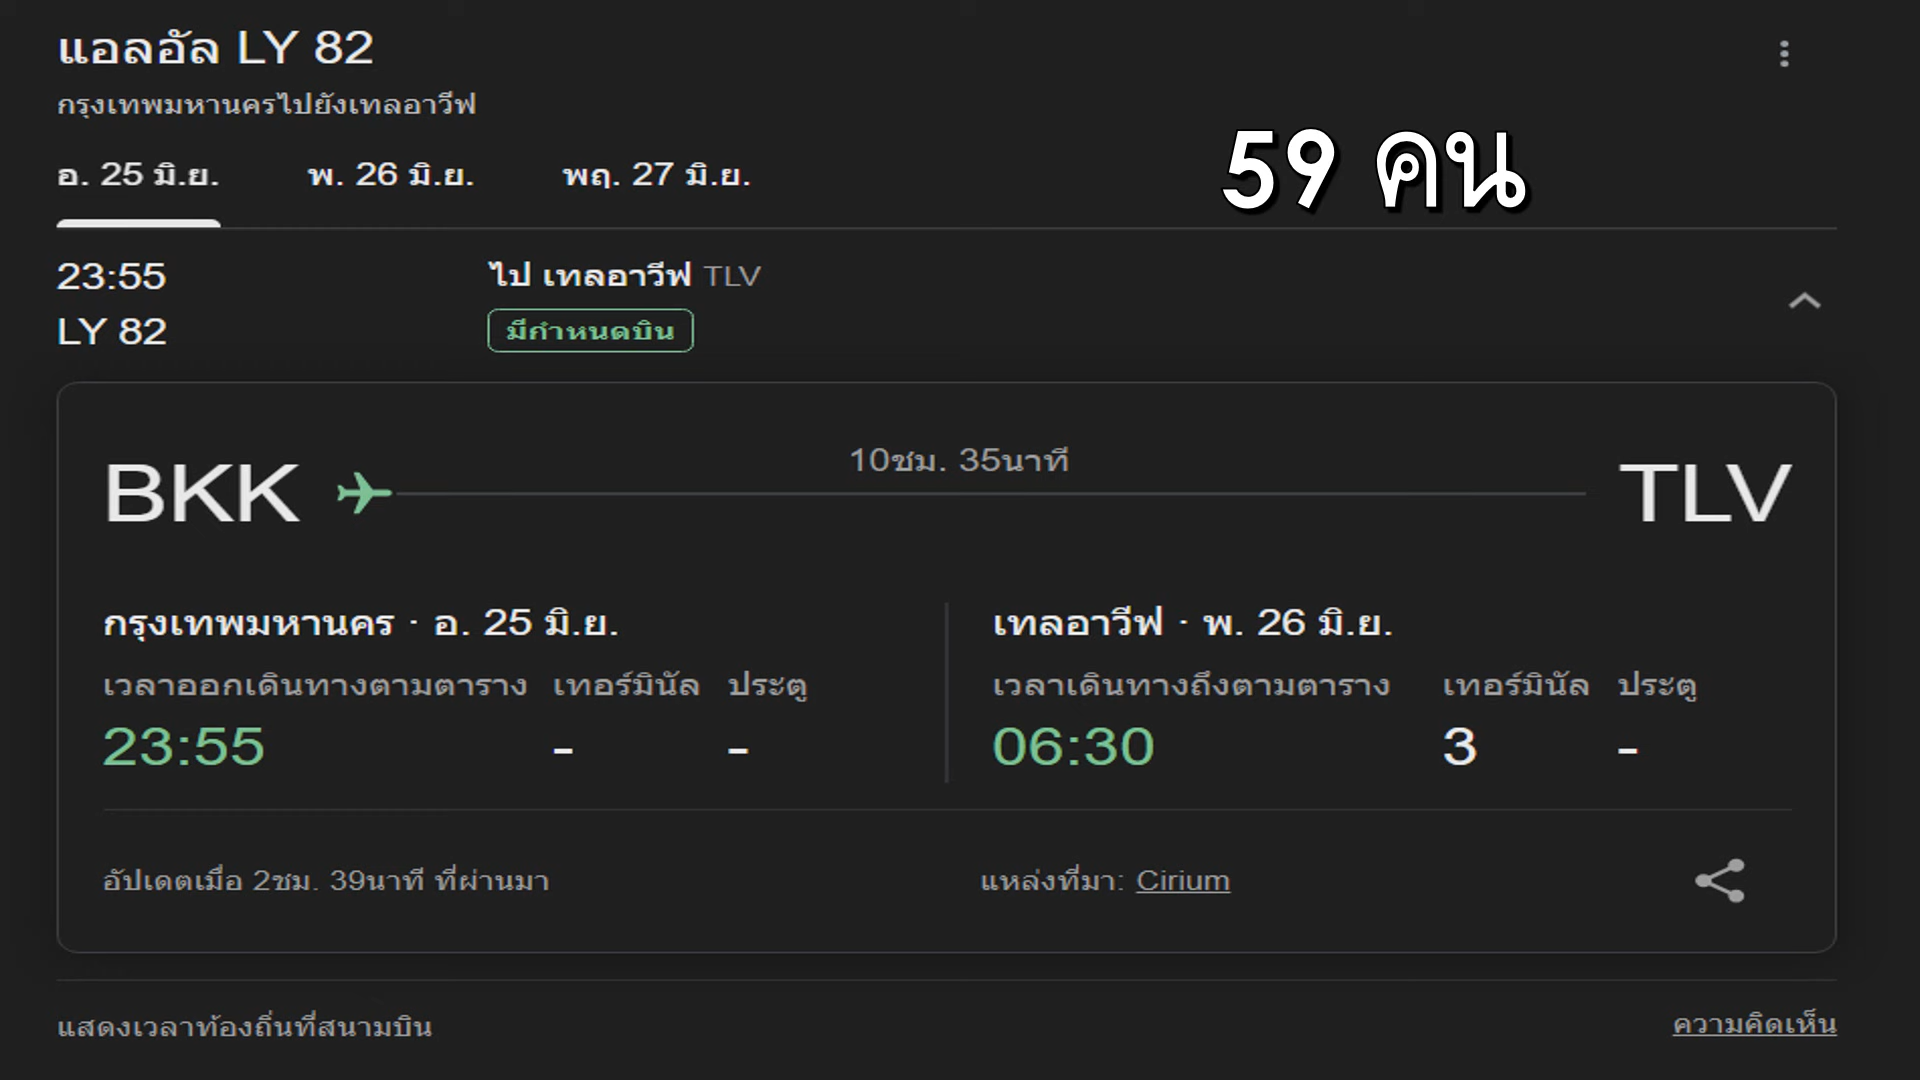 แอลอัล LY 82
กรุงเทพมหานครไปยังเทลอาวีฟ
59 คน
อ. 25 มิ.ย. พ. 26 มิ.ย. พฤ. 27 มิ.ย.
23:55 ไป เทลอาวีฟ TLV
LY 82 มีกำหนดบิน
10ชม. 35นาที
BKK TLV
กรุงเทพมหานคร · อ. 25 มิ.ย. เทลอาวีฟ · พ. 26 มิ.ย.
เวลาออกเดินทางตามตาราง เทอร์มินัล ประตู เวลาเดินทางถึงตามตาราง เทอร์มินัล ประตู
23:55 - - 06:30 3 -
อัปเดตเมื่อ 2ชม. 39นาที ที่ผ่านมา แหล่งที่มา: Cirium
แสดงเวลาท้องถิ่นที่สนามบิน ความคิดเห็น